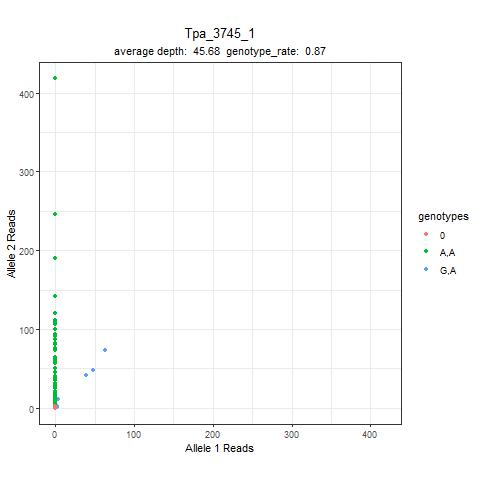 Tpa_3745_1
average depth: 45.68 genotype_rate: 0.87
400
300
200
100
0
Allele 2 Reads
0
100
200
300
400
Allele 1 Reads
genotypes
0
A,A
G,A